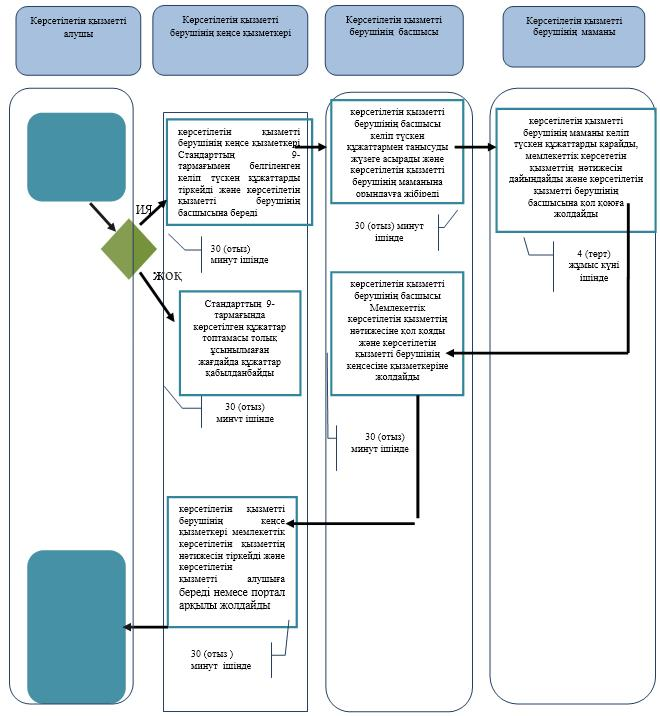 Көрсетілетін қызметті
алушы
Көрсетілетін қызметті
берушінің кеңсе қызметкері
Көрсетілетін қызметті
берушінің басшысы
Көрсетілетін қызметті
берушінің маманы
көрсетілетін қызметті
берушінің кеңсе қызметкері
Стандарттың 9-
тармағымен белгіленген
келіп түскен құжаттарды
тіркейді және көрсетілетін
қызметті берушінің
басшысына береді
көрсетілетін қызметті
берушінің басшысы
келіп түскен
құжаттармен танысуды
жүзеге асырады және
көрсетілетін қызметті
берушінің маманына
орындауға жібіреді
көрсетілетін қызметті
берушінің маманы келіп
түскен құжаттарды қарайды,
мемлекеттік көрсететін
қызметтің нәтижесін
дайындайды және көрсетілетін
қызметті берушінің
басшысына қол қоюға
жолдайды
ИЯ
30 (отыз)
минут ішінде
30 (отыз) минут
ішінде
4 (төрт)
жұмыс күні
ішінде
ЖОҚ
Стандарттың 9-
тармағында
көрсетілген құжаттар
топтамасы толық
ұсынылмаған
жағдайда құжаттар
қабылданбайды
көрсетілетін қызметті
берушінің басшысы
Мемлекеттік
көрсетілетін қызметтің
нәтижесіне қол қояды
және көрсетілетін
қызметті берушінің
кеңсесіне қызметкеріне
жолдайды
30 (отыз)
минут ішінде
30 (отыз)
минут ішінде
көрсетілетін қызметті
берушінің кеңсе
қызметкері мемлекеттік
көрсетілетін қызметтің
нәтижесін тіркейді және
көрсетілетін
қызметті алушыға
береді немесе портал
арқылы жолдайды
30 (отыз )
минут ішінде